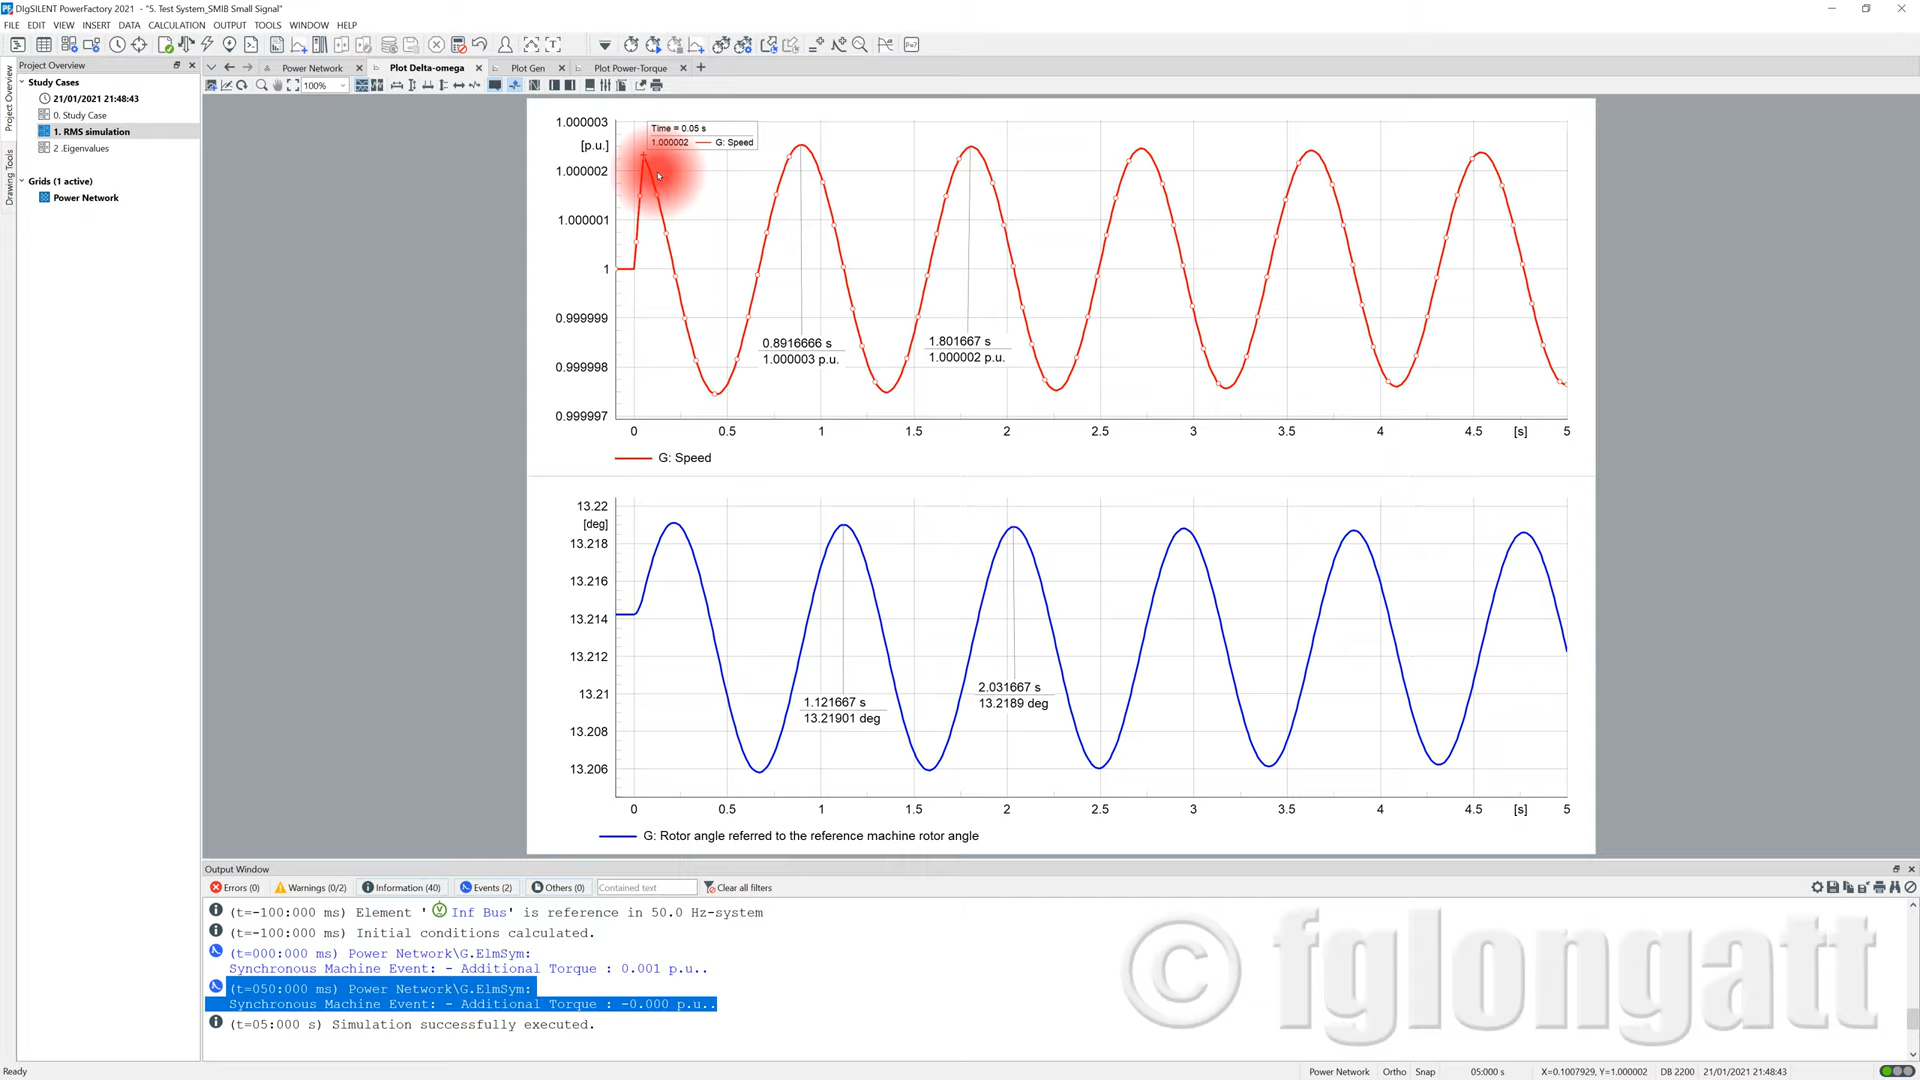 DIgSILENT PowerFactory 2021 - "5. Test System_SMIB Small Signal"
FILE EDIT VIEW INSERT DATA CALCULATION OUTPUT TOOLS WINDOW HELP
Project Overview
Drawing Tools
Project Overview
Study Cases
21/01/2021 21:48:43
0. Study Case
1. RMS simulation
2 .Eigenvalues
Grids (1 active)
Power Network
Power Network
Plot Delta-omega
Plot Gen
Plot Power-Torque
100%
1.000003
[p.u.]
1.000002
1.000001
1
0.999999
0.999998
0.999997
Time = 0.05 s
1.000002 G: Speed
0.8916666 s
1.000003 p.u.
1.801667 s
1.000002 p.u.
0 0.5 1 1.5 2 2.5 3 3.5 4 4.5 [s] 5
G: Speed
13.22
[deg]
13.218
13.216
13.214
13.212
13.21
13.208
13.206
1.121667 s
13.21901 deg
2.031667 s
13.2189 deg
0 0.5 1 1.5 2 2.5 3 3.5 4 4.5 [s] 5
G: Rotor angle referred to the reference machine rotor angle
Output Window
Errors (0) Warnings (0/2) Information (40) Events (2) Others (0) Contained text Clear all filters
(t=-100:000 ms) Element ' Inf Bus' is reference in 50.0 Hz-system
(t=-100:000 ms) Initial conditions calculated.
(t=000:000 ms) Power Network\G.ElmSym:
Synchronous Machine Event: - Additional Torque : 0.001 p.u..
(t=050:000 ms) Power Network\G.ElmSym:
Synchronous Machine Event: - Additional Torque : -0.000 p.u..
(t=05:000 s) Simulation successfully executed.
© fglongatt
Ready
Power Network Ortho Snap 05:000 s X=0.1007929, Y=1.000002 DB 2200 21/01/2021 21:48:43